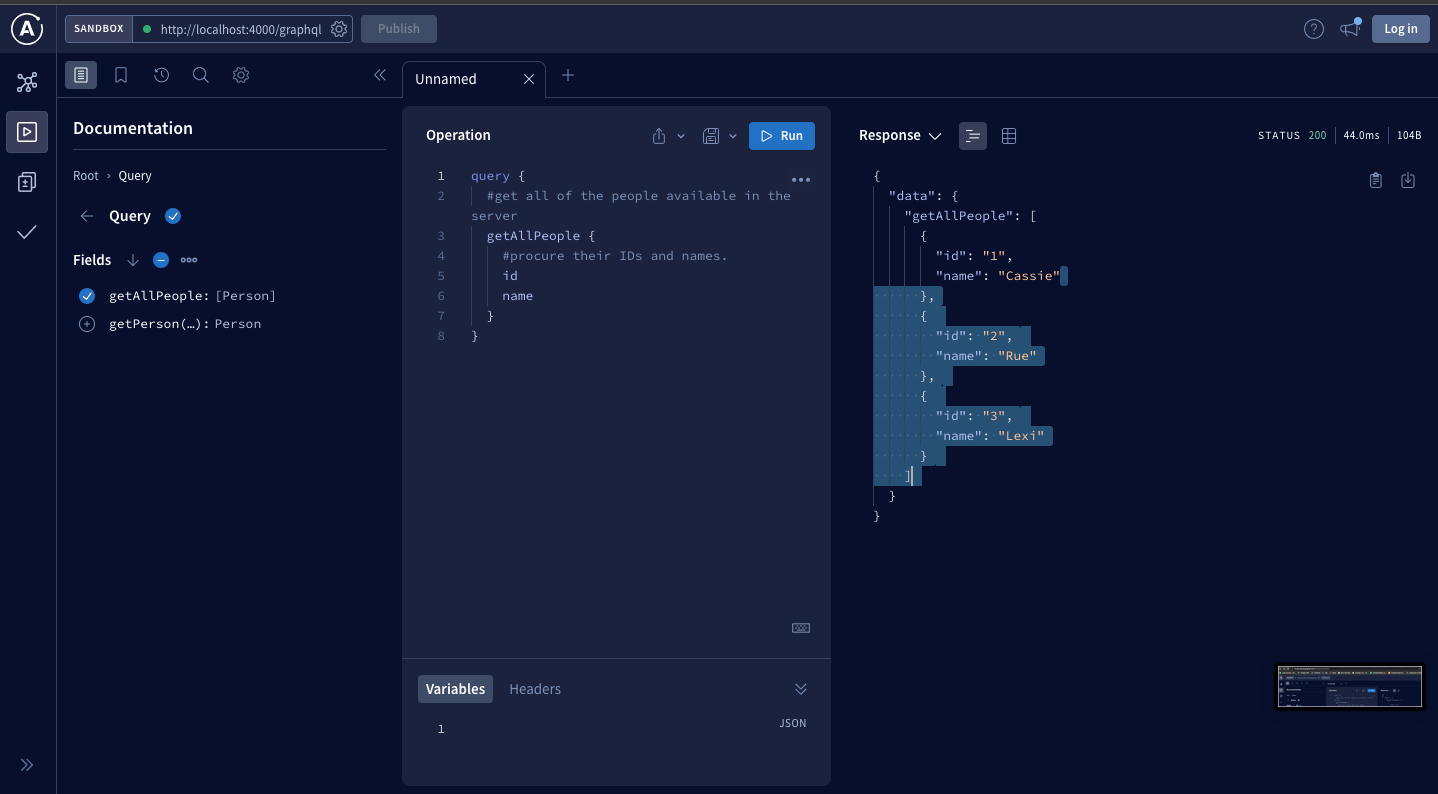 SANDBOX
http://localhost:4000/graphql
Publish
Log in
Unnamed
Documentation
Root › Query
Query
Fields
getAllPeople: [Person]
getPerson(…): Person
Operation
Run
1 query {
2 #get all of the people available in the
server
3 getAllPeople {
4 #procure their IDs and names.
5 id
6 name
7 }
8 }
Variables
Headers
1
JSON
Response
STATUS 200
44.0ms
104B
{
"data": {
"getAllPeople": [
{
"id": "1",
"name": "Cassie"
},
{
"id": "2",
"name": "Rue"
},
{
"id": "3",
"name": "Lexi"
}
]
}
}